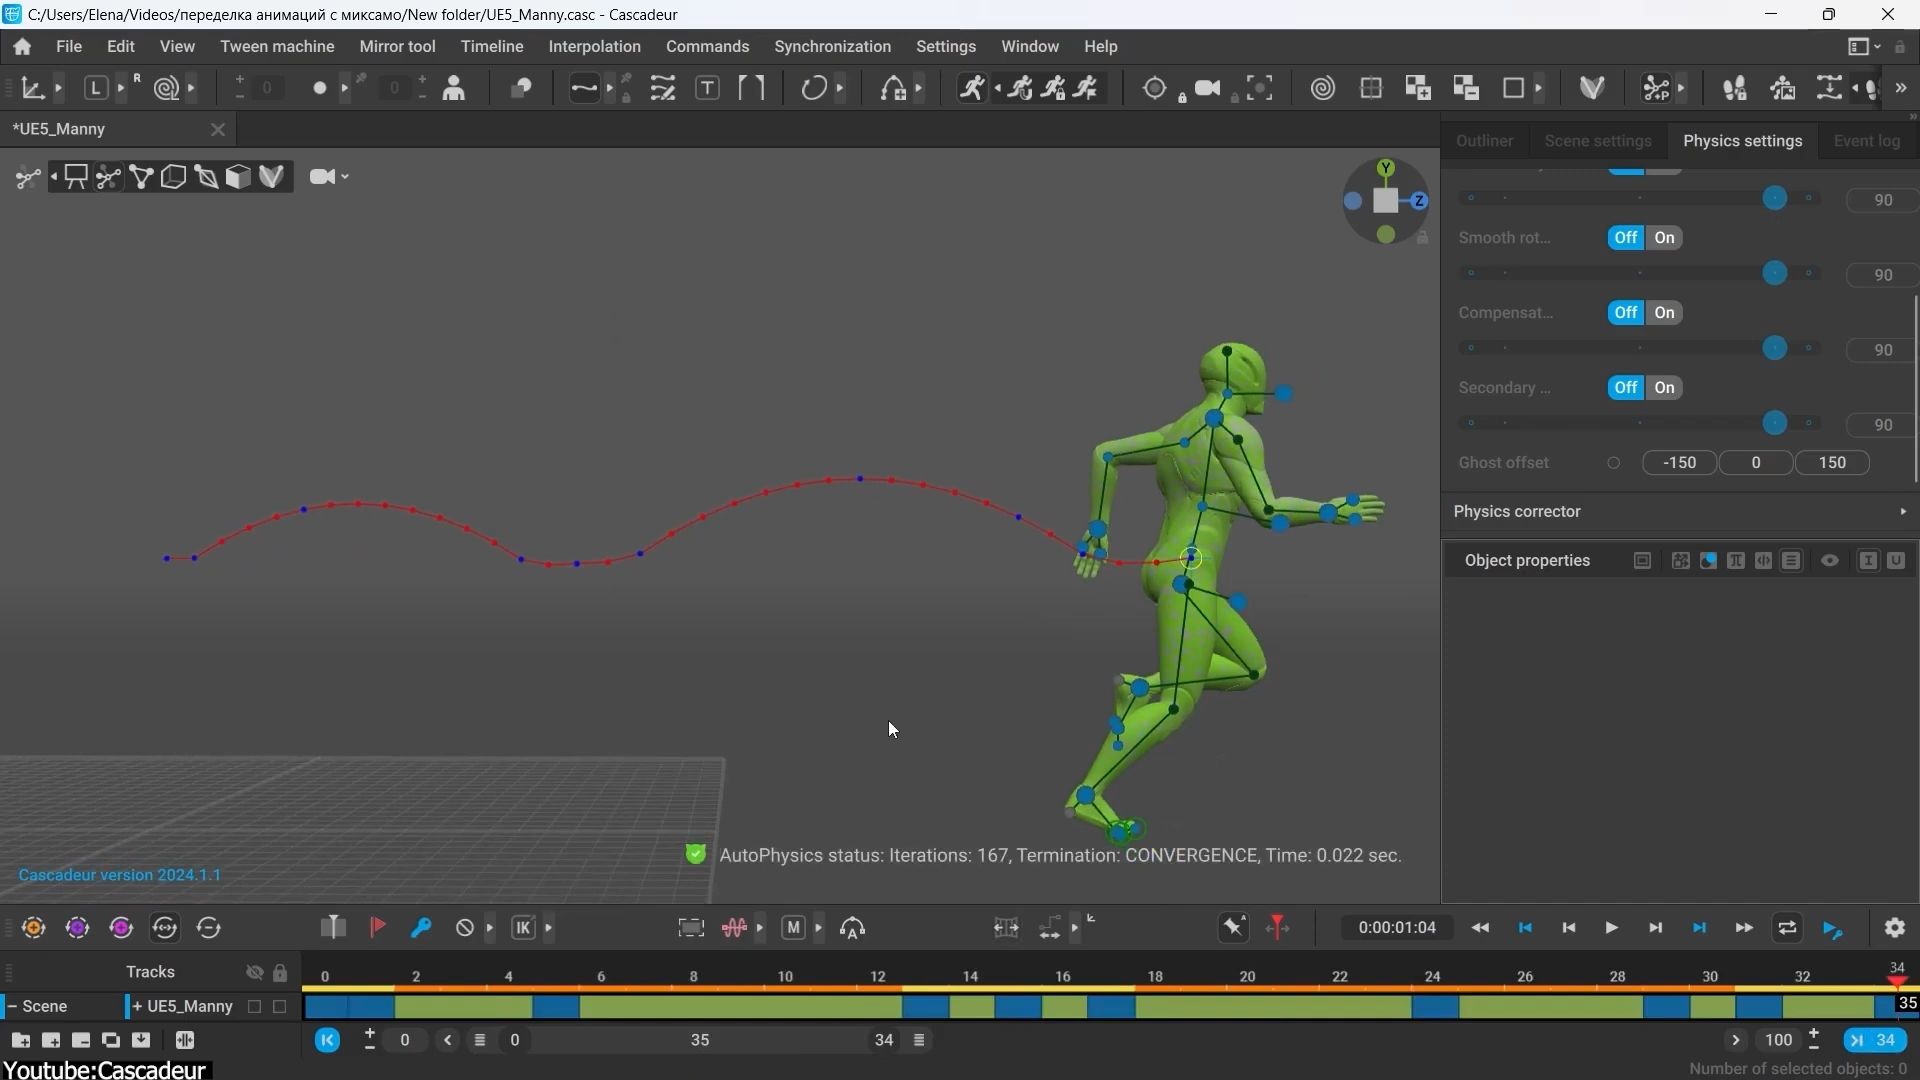 C:/Users/Elena/Videos/переделка анимаций с миксамо/New folder/UE5_Manny.casc - Cascadeur
File Edit View Tween machine Mirror tool Timeline Interpolation Commands Synchronization Settings Window Help
L R 0 0 T P
*UE5_Manny
Outliner Scene settings Physics settings Event log
Y
Z
90
Smooth rot... Off On
90
Compensat... Off On
90
Secondary ... Off On
90
Ghost offset -150 0 150
Physics corrector
Object properties
AutoPhysics status: Iterations: 167, Termination: CONVERGENCE, Time: 0.022 sec.
Cascadeur version 2024.1.1
IK M A 0:00:01:04
Tracks 0 2 4 6 8 10 12 14 16 18 20 22 24 26 28 30 32 34
Scene + UE5_Manny 35
0 0 35 34 100 34
Number of selected objects: 0
Youtube:Cascadeur